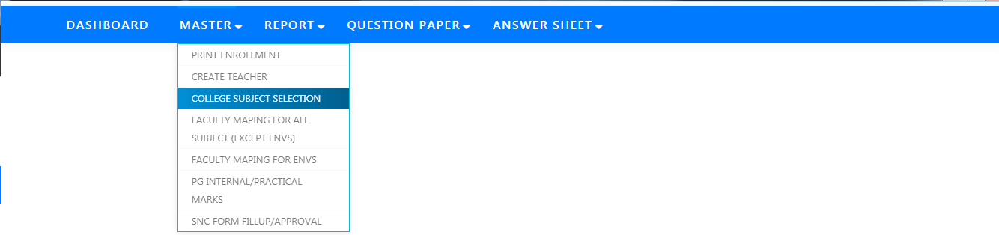 DASHBOARD MASTER REPORT QUESTION PAPER ANSWER SHEET
PRINT ENROLLMENT
CREATE TEACHER
COLLEGE SUBJECT SELECTION
FACULTY MAPING FOR ALL
SUBJECT (EXCEPT ENVS)
FACULTY MAPING FOR ENVS
PG INTERNAL/PRACTICAL
MARKS
SNC FORM FILLUP/APPROVAL